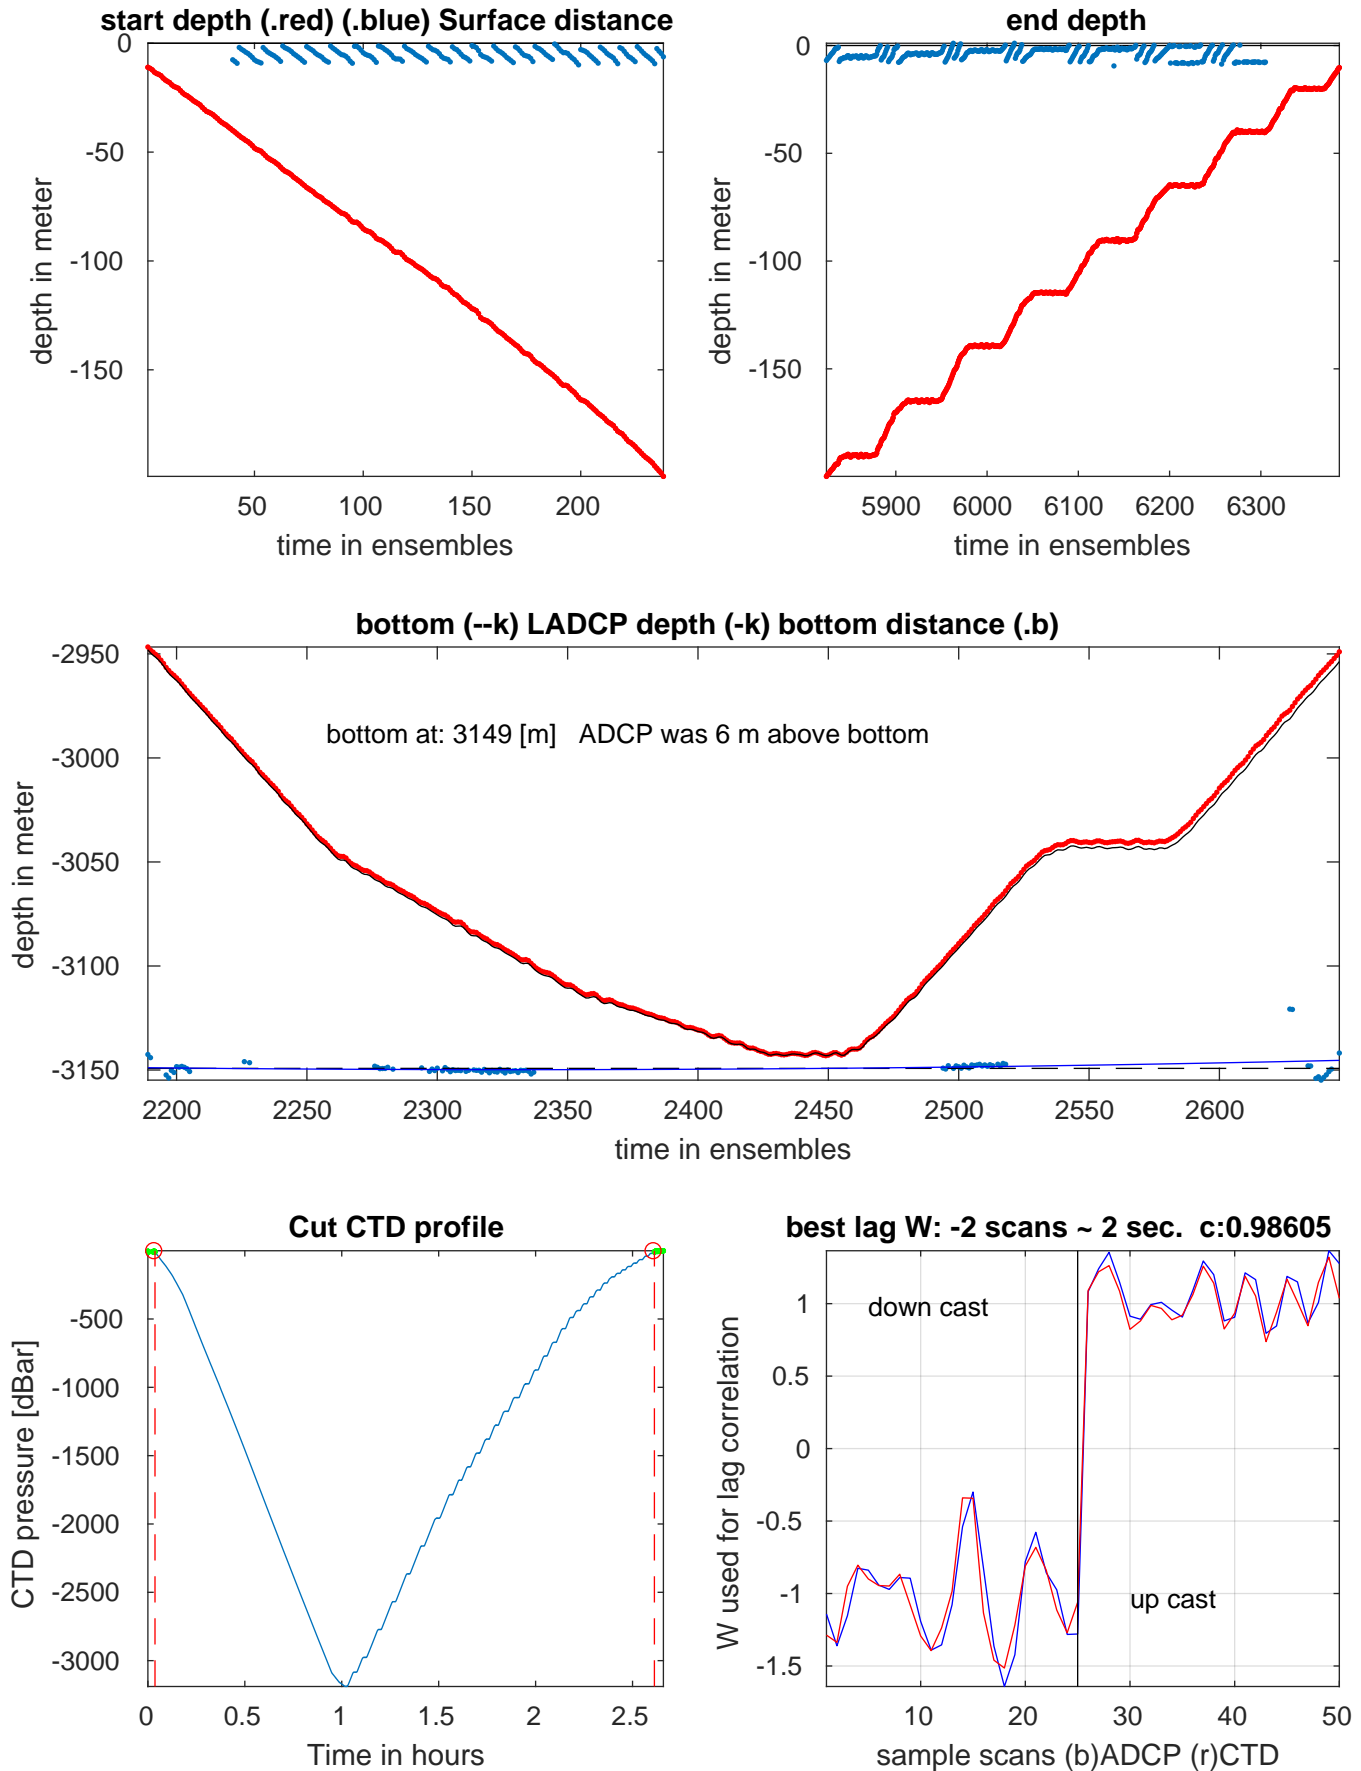 start depth (.red) (.blue) Surface distance
0
-50
-100
-150
depth in meter
50 100 150 200
time in ensembles
end depth
0
-50
-100
-150
depth in meter
5900 6000 6100 6200 6300
time in ensembles
bottom (--k) LADCP depth (-k) bottom distance (.b)
-2950
-3000
-3050
-3100
-3150
depth in meter
bottom at: 3149 [m] ADCP was 6 m above bottom
2200 2250 2300 2350 2400 2450 2500 2550 2600
time in ensembles
Cut CTD profile
-500
-1000
-1500
-2000
-2500
-3000
CTD pressure [dBar]
0 0.5 1 1.5 2 2.5
Time in hours
best lag W: -2 scans ~ 2 sec. c:0.98605
1
0.5
0
-0.5
-1
-1.5
W used for lag correlation
down cast
up cast
10 20 30 40 50
sample scans (b)ADCP (r)CTD